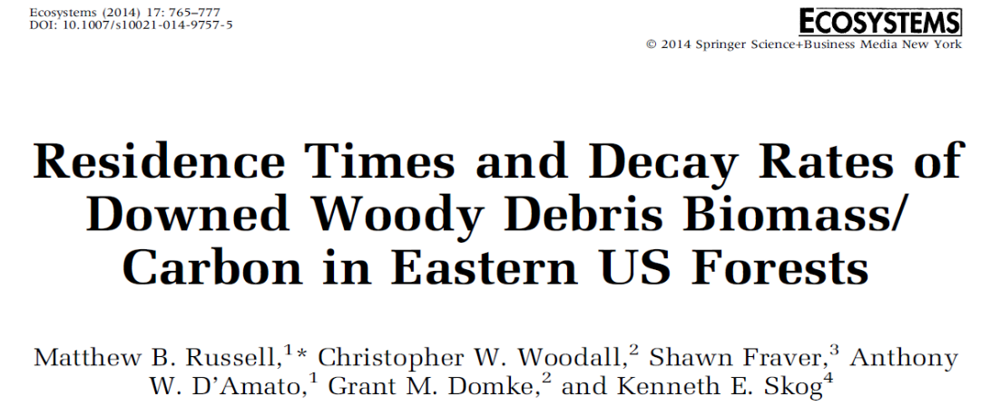 Ecosystems (2014) 17: 765–777
DOI: 10.1007/s10021-014-9757-5
ECOSYSTEMS
© 2014 Springer Science+Business Media New York
Residence Times and Decay Rates of
Downed Woody Debris Biomass/
Carbon in Eastern US Forests
Matthew B. Russell,1* Christopher W. Woodall,2 Shawn Fraver,3 Anthony
W. D’Amato,1 Grant M. Domke,2 and Kenneth E. Skog4